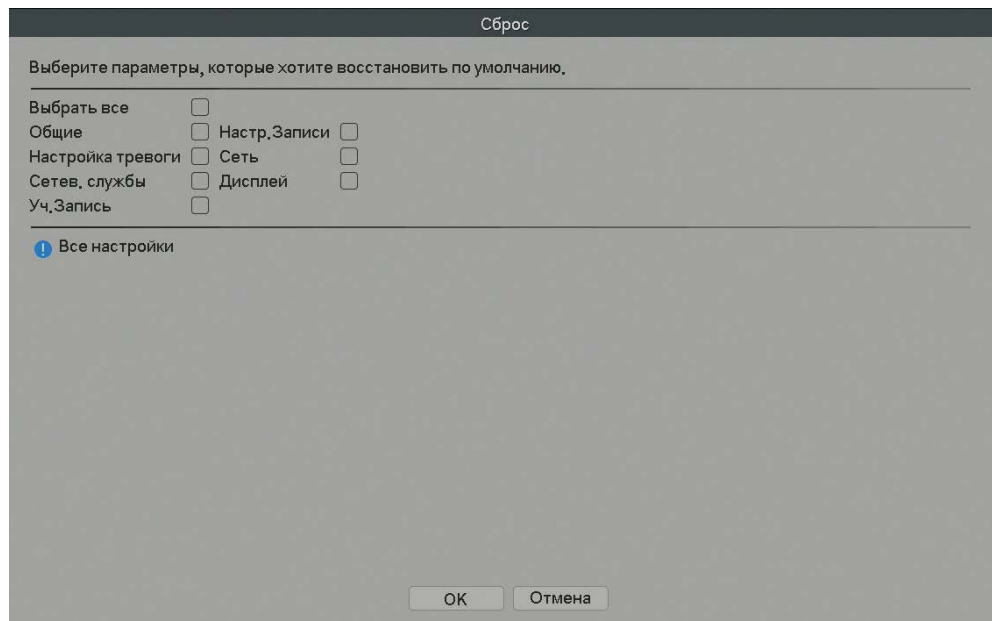 Сброс
Выберите параметры, которые хотите восстановить по умолчанию.
Выбрать все
Общие Настр.Записи
Настройка тревоги Сеть
Сетев. службы Дисплей
Уч.Запись
Все настройки
OK Отмена